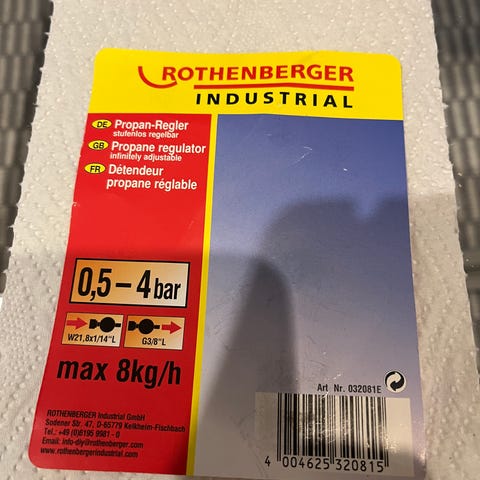 ROTHENBERGER
INDUSTRIAL
DE Propan-Regler
stufenlos regelbar
GB Propane regulator
infinitely adjustable
FR Détendeur
propane réglable
0,5 – 4 bar
W21,8x1/14"L
G3/8"L
max 8kg/h
Art Nr. 032081E
ROTHENBERGER Industrial GmbH
Sodener Str. 47, D-65779 Kelkheim-Fischbach
Tel.: +49 (0)6195 9981 - 0
Email: info-diy@rothenberger.com
www.rothenbergerindustrial.com
4 004625 320815